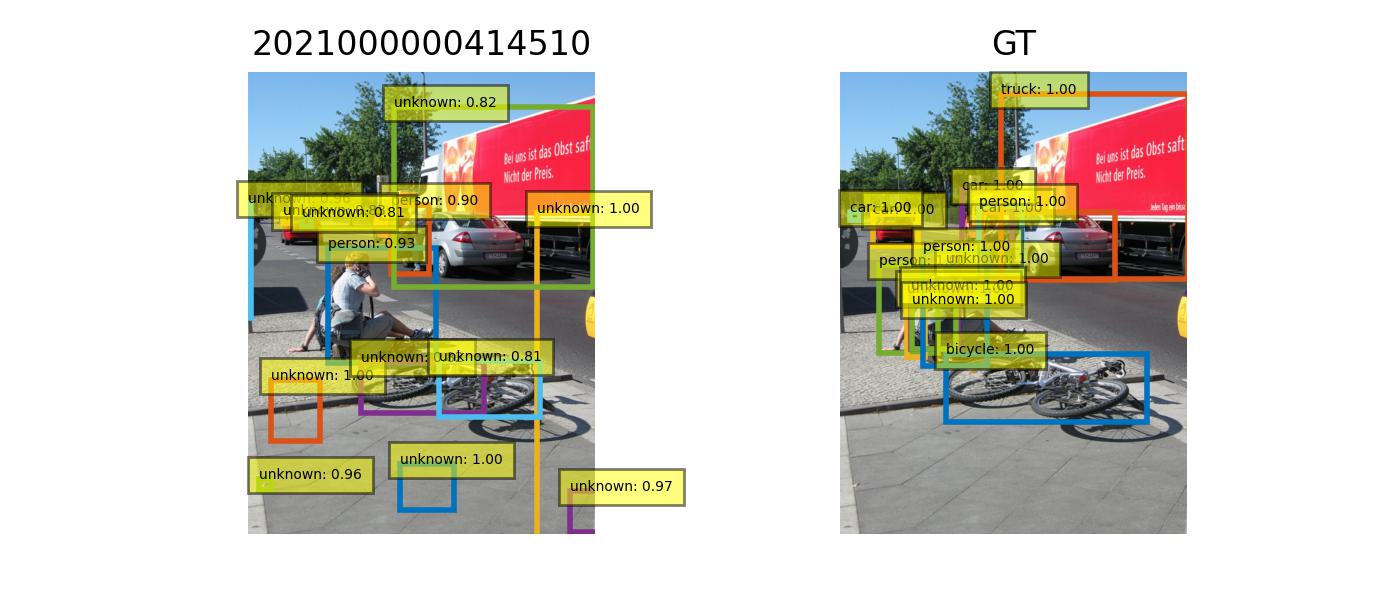 2021000000414510
GT
unknown: 0.82
truck: 1.00
Bei uns ist das Obst saft
Nicht der Preis.
Bei uns ist das Obst saft
Nicht der Preis.
car: 1.00
person: 0.90
unknown: 1.00
person: 1.00
car: 1.00
car: 1.00
unknown: 0.81
person: 0.93
person: 1.00
unknown: 1.00
person:
unknown: 1.00
unknown: 1.00
bicycle: 1.00
unknown:
unknown: 0.81
unknown: 1.00
unknown: 1.00
unknown: 0.96
unknown: 0.97